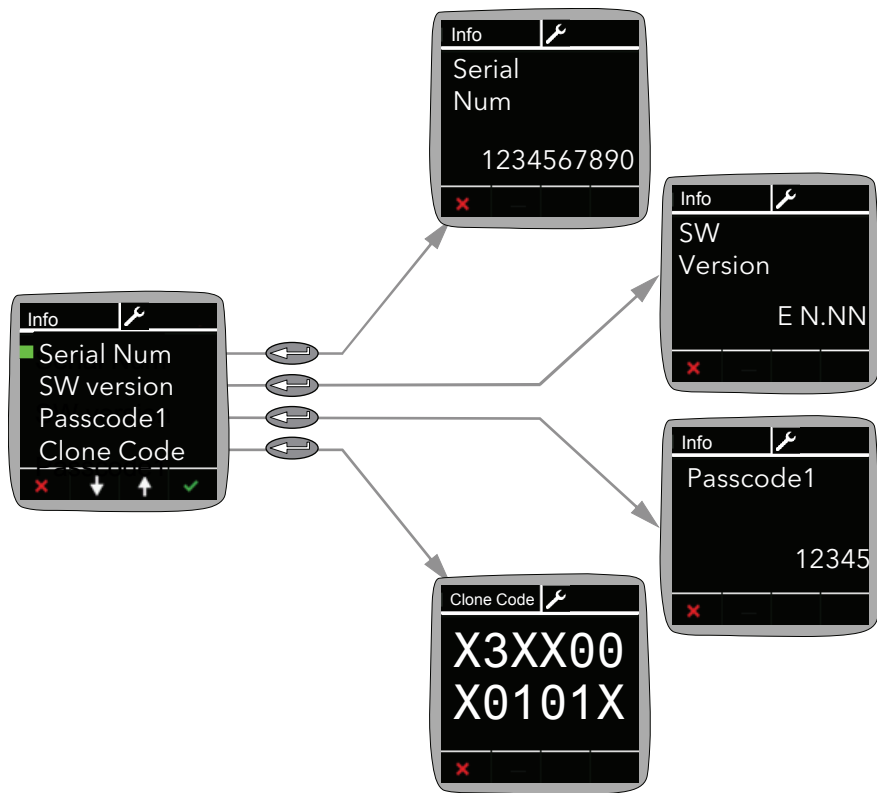 Info
Serial
Num
1234567890
Info
SW
Version
E N.NN
Info
Serial Num
SW version
Passcode1
Clone Code
Info
Passcode1
12345
Clone Code
X3XX00
X0101X